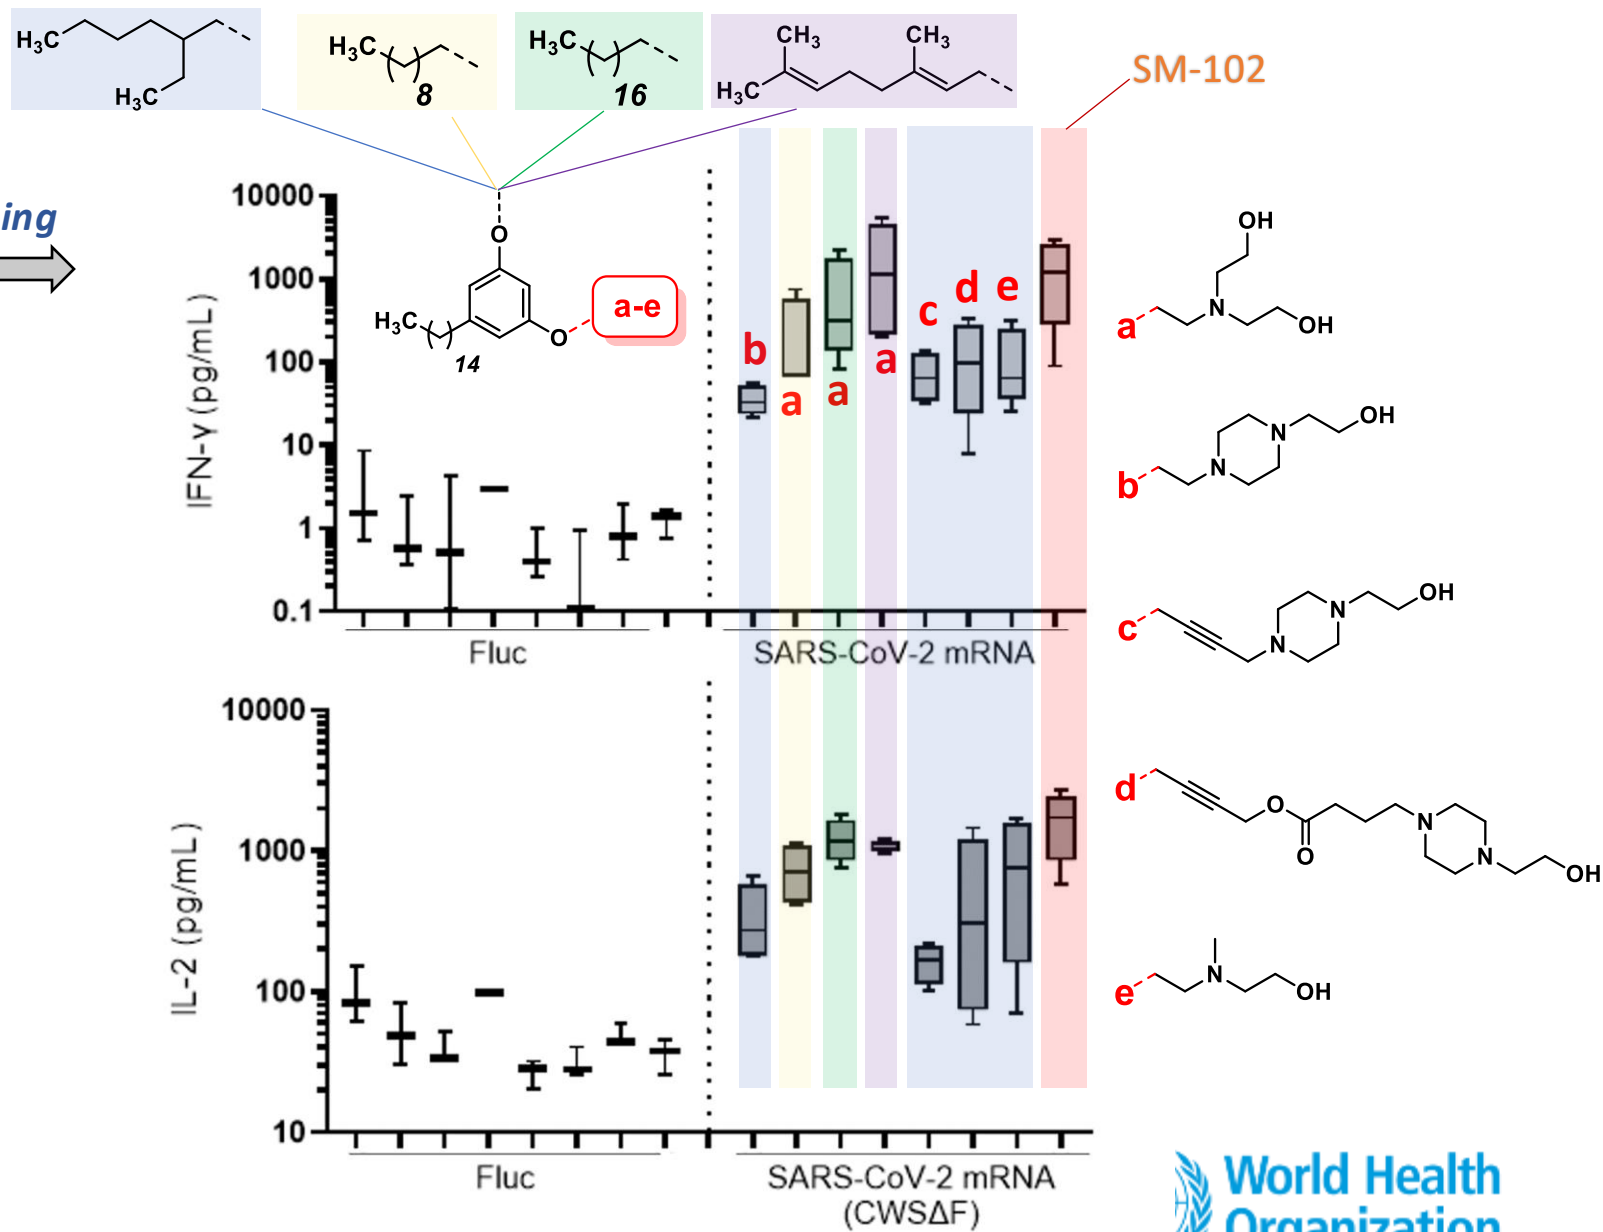 H₃C
H₃C
H₃C
8
H₃C
16
CH₃
CH₃
H₃C
SM-102
ing
IFN-γ (pg/mL)
10000
1000
100
10
1
0.1
O
O
a-e
H₃C
14
b
a
a
a
c
d
e
Fluc
SARS-CoV-2 mRNA
IL-2 (pg/mL)
10000
1000
100
10
Fluc
SARS-CoV-2 mRNA
(CWSΔF)
OH
N
OH
a
OH
N
N
b
OH
N
N
c
d
O
O
N
N
OH
N
OH
e
World Health
Organization